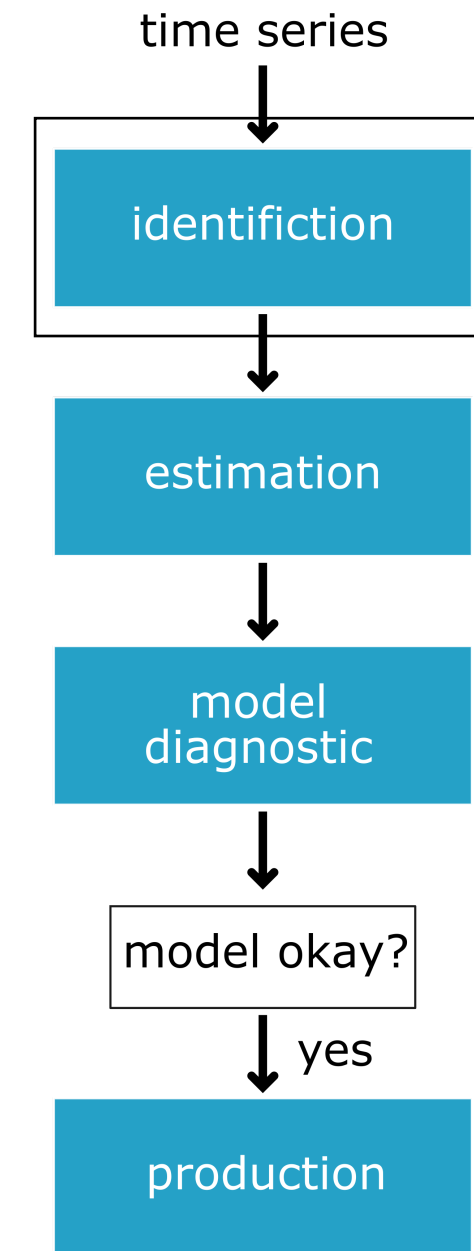 time series
identifiction
estimation
model
diagnostic
model okay?
yes
production